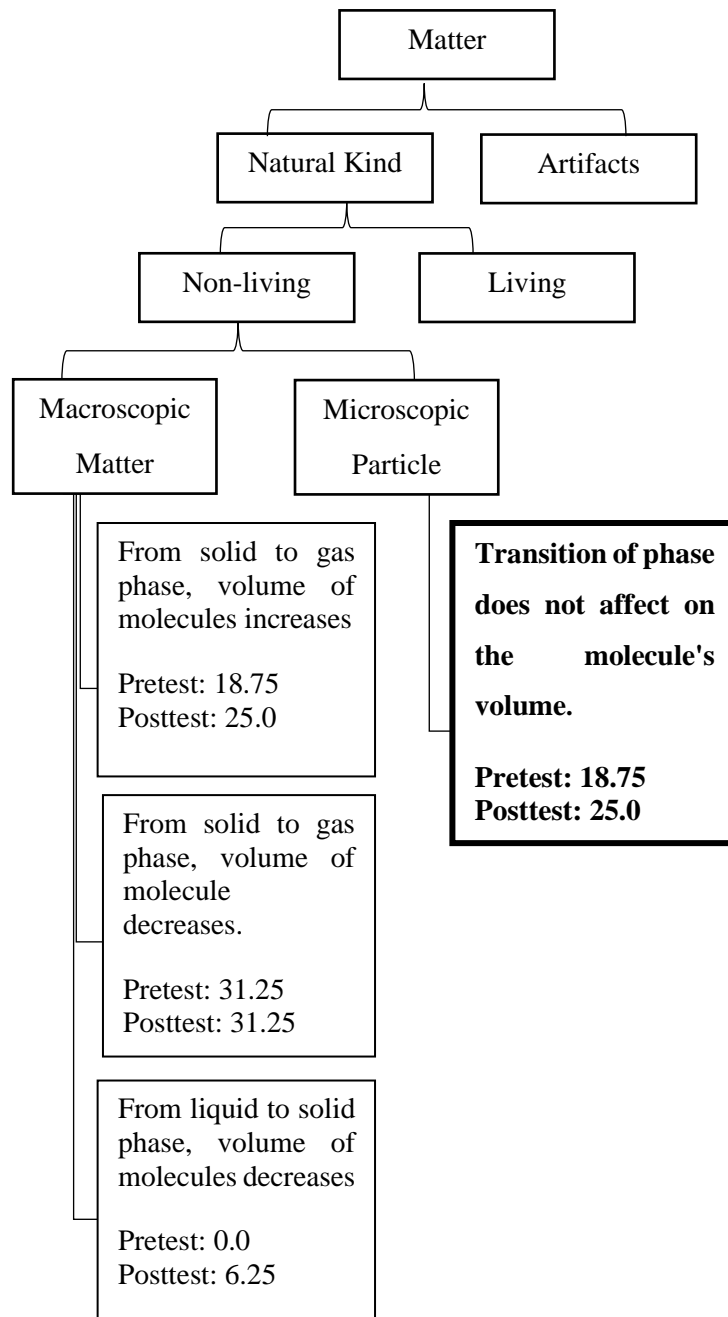 Matter
Natural Kind
Artifacts
Non-living
Living
Macroscopic
Matter
Microscopic
Particle
From solid to gas
phase, volume of
molecules increases
Pretest: 18.75
Posttest: 25.0
Transition of phase
does not affect on
the molecule's
volume.
Pretest: 18.75
Posttest: 25.0
From solid to gas
phase, volume of
molecule
decreases.
Pretest: 31.25
Posttest: 31.25
From liquid to solid
phase, volume of
molecules decreases
Pretest: 0.0
Posttest: 6.25